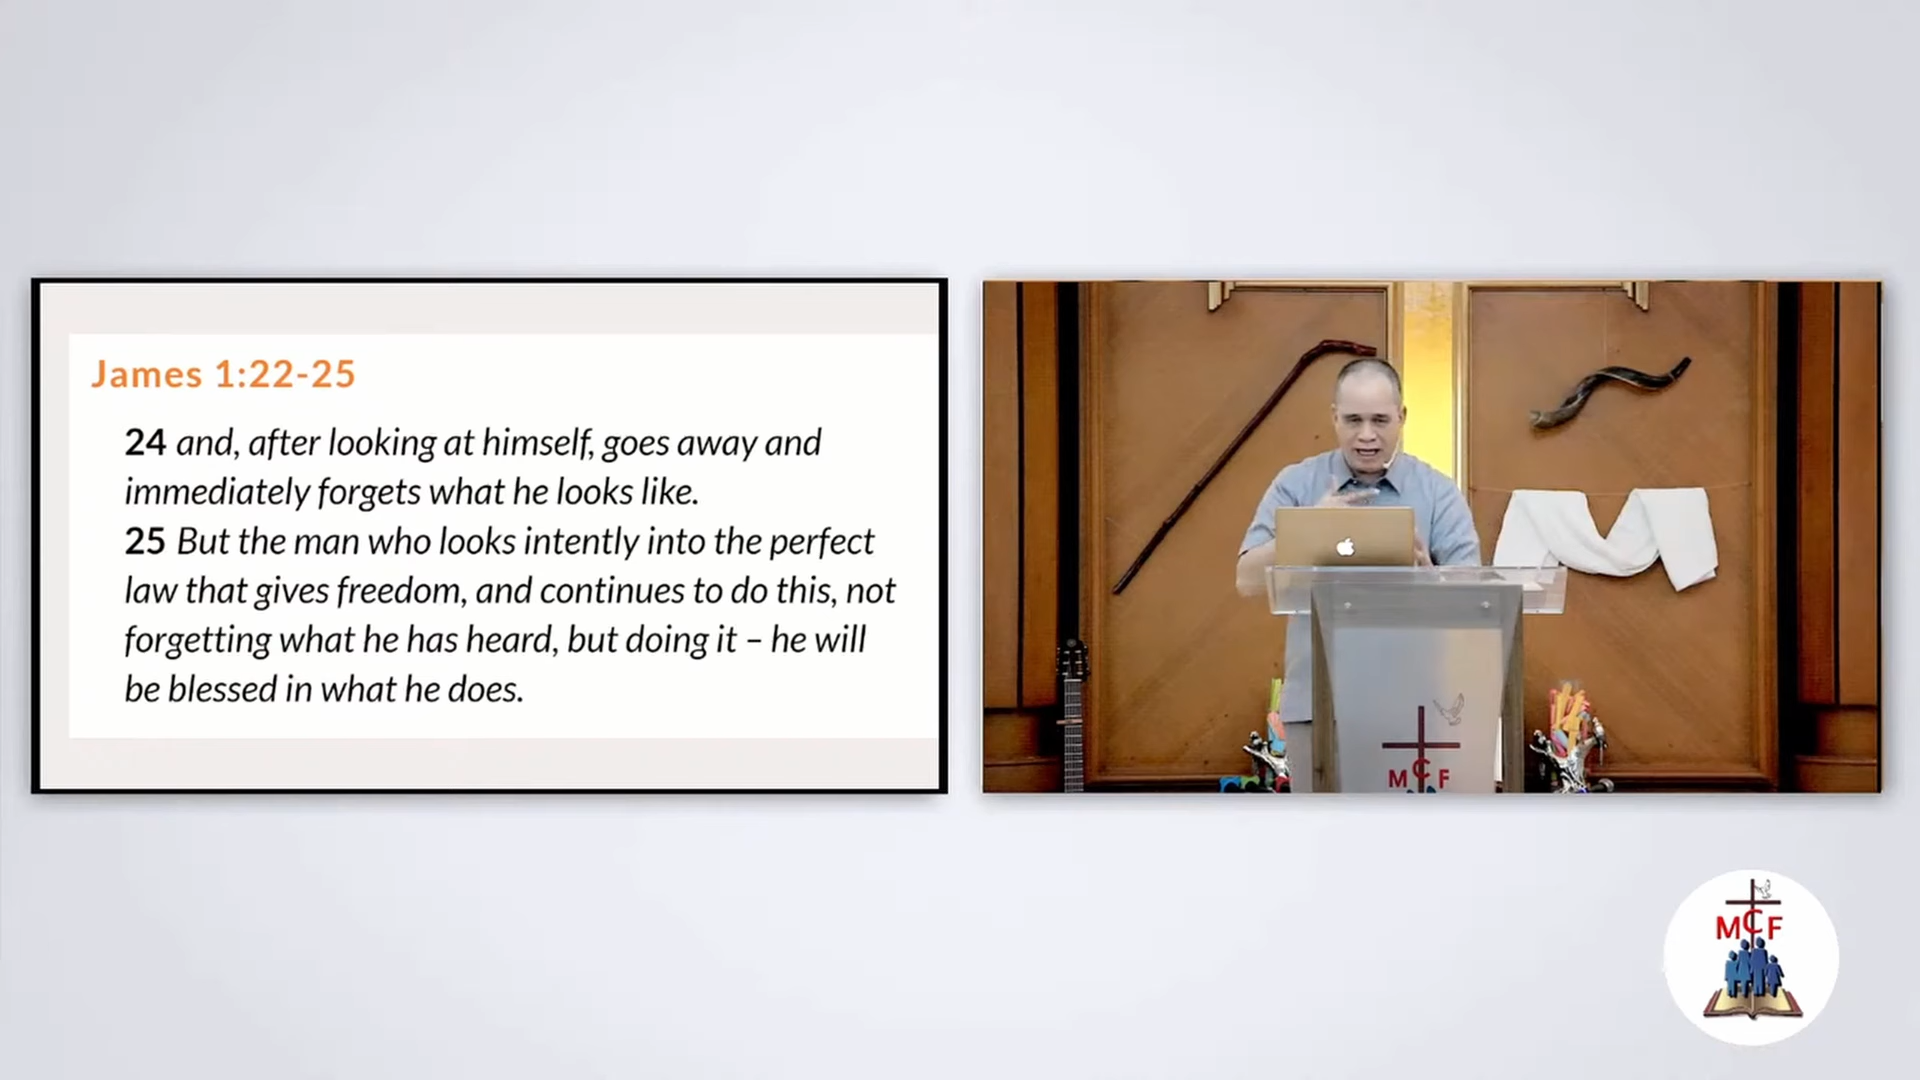 James 1:22-25
24 and, after looking at himself, goes away and
immediately forgets what he looks like.
25 But the man who looks intently into the perfect
law that gives freedom, and continues to do this, not
forgetting what he has heard, but doing it – he will
be blessed in what he does.
MCF
MCF